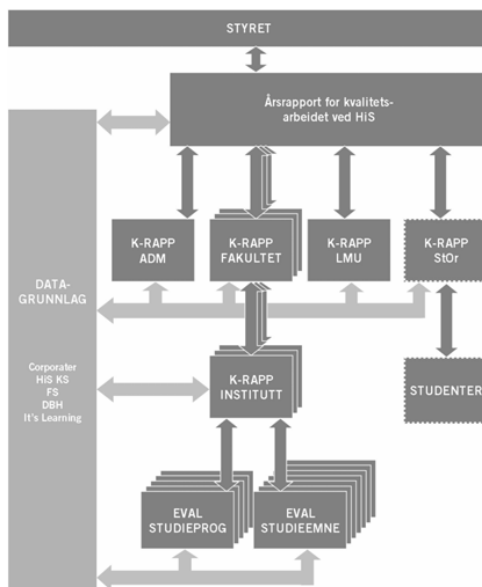 STYRET
Årsrapport for kvalitets-
arbeidet ved HiS
K-RAPP
ADM
K-RAPP
FAKULTET
K-RAPP
LMU
K-RAPP
StOr
DATA-
GRUNNLAG
Corporater
HiS KS
FS
DBH
It's Learning
K-RAPP
INSTITUTT
STUDENTER
EVAL
STUDIEPROG
EVAL
STUDIEEMNE